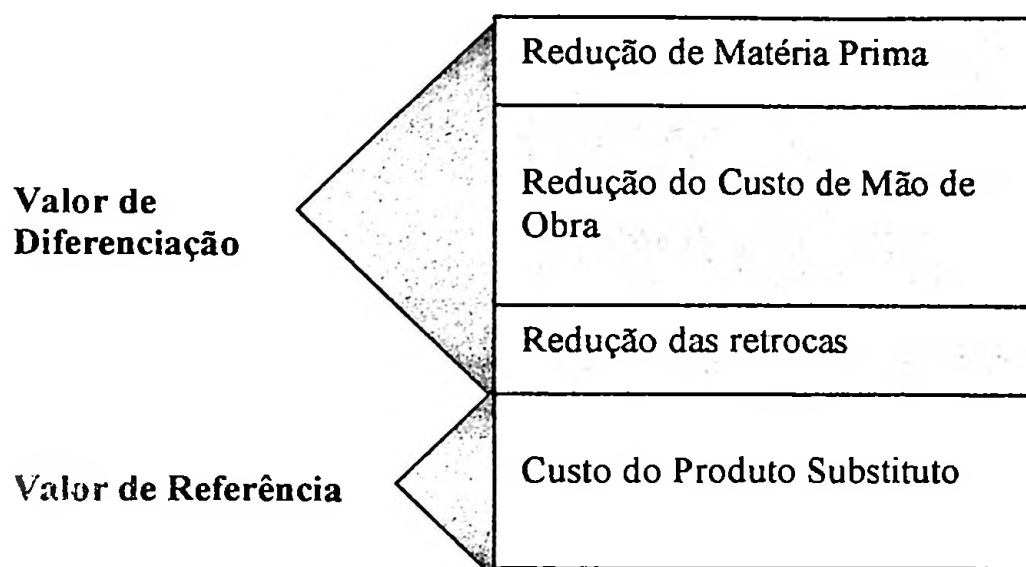 Redução de Matéria Prima
Valor de
Diferenciação
Redução do Custo de Mão de
Obra
Redução das retrocas
Valor de Referência
Custo do Produto Substituto